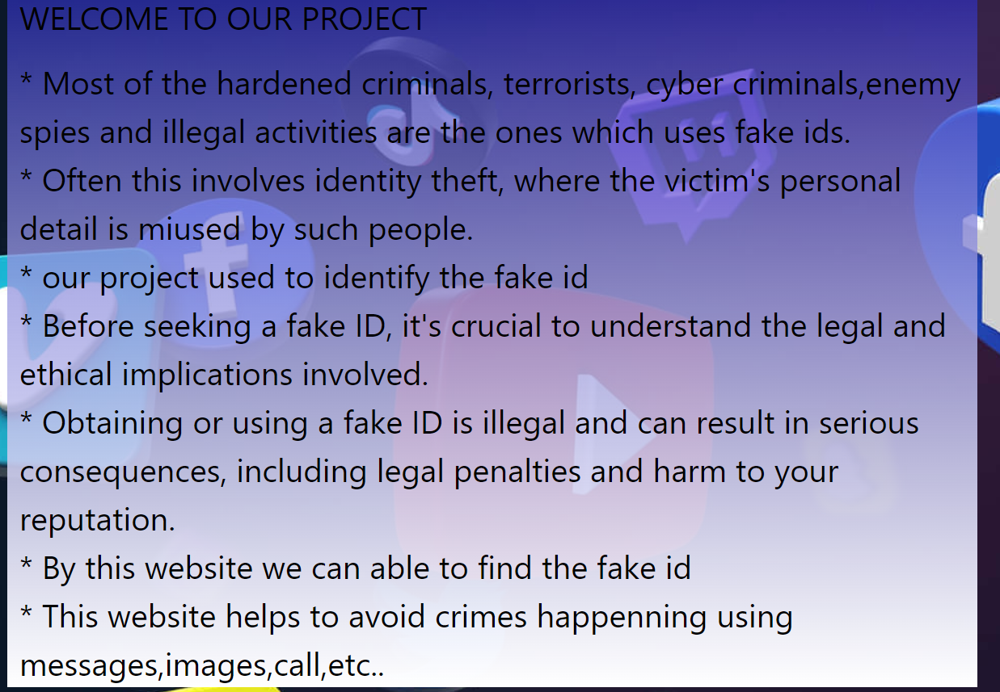 WELCOME TO OUR PROJECT
* Most of the hardened criminals, terrorists, cyber criminals,enemy
spies and illegal activities are the ones which uses fake ids.
* Often this involves identity theft, where the victim's personal
detail is miused by such people.
* our project used to identify the fake id
* Before seeking a fake ID, it's crucial to understand the legal and
ethical implications involved.
* Obtaining or using a fake ID is illegal and can result in serious
consequences, including legal penalties and harm to your
reputation.
* By this website we can able to find the fake id
* This website helps to avoid crimes happenning using
messages,images,call,etc..